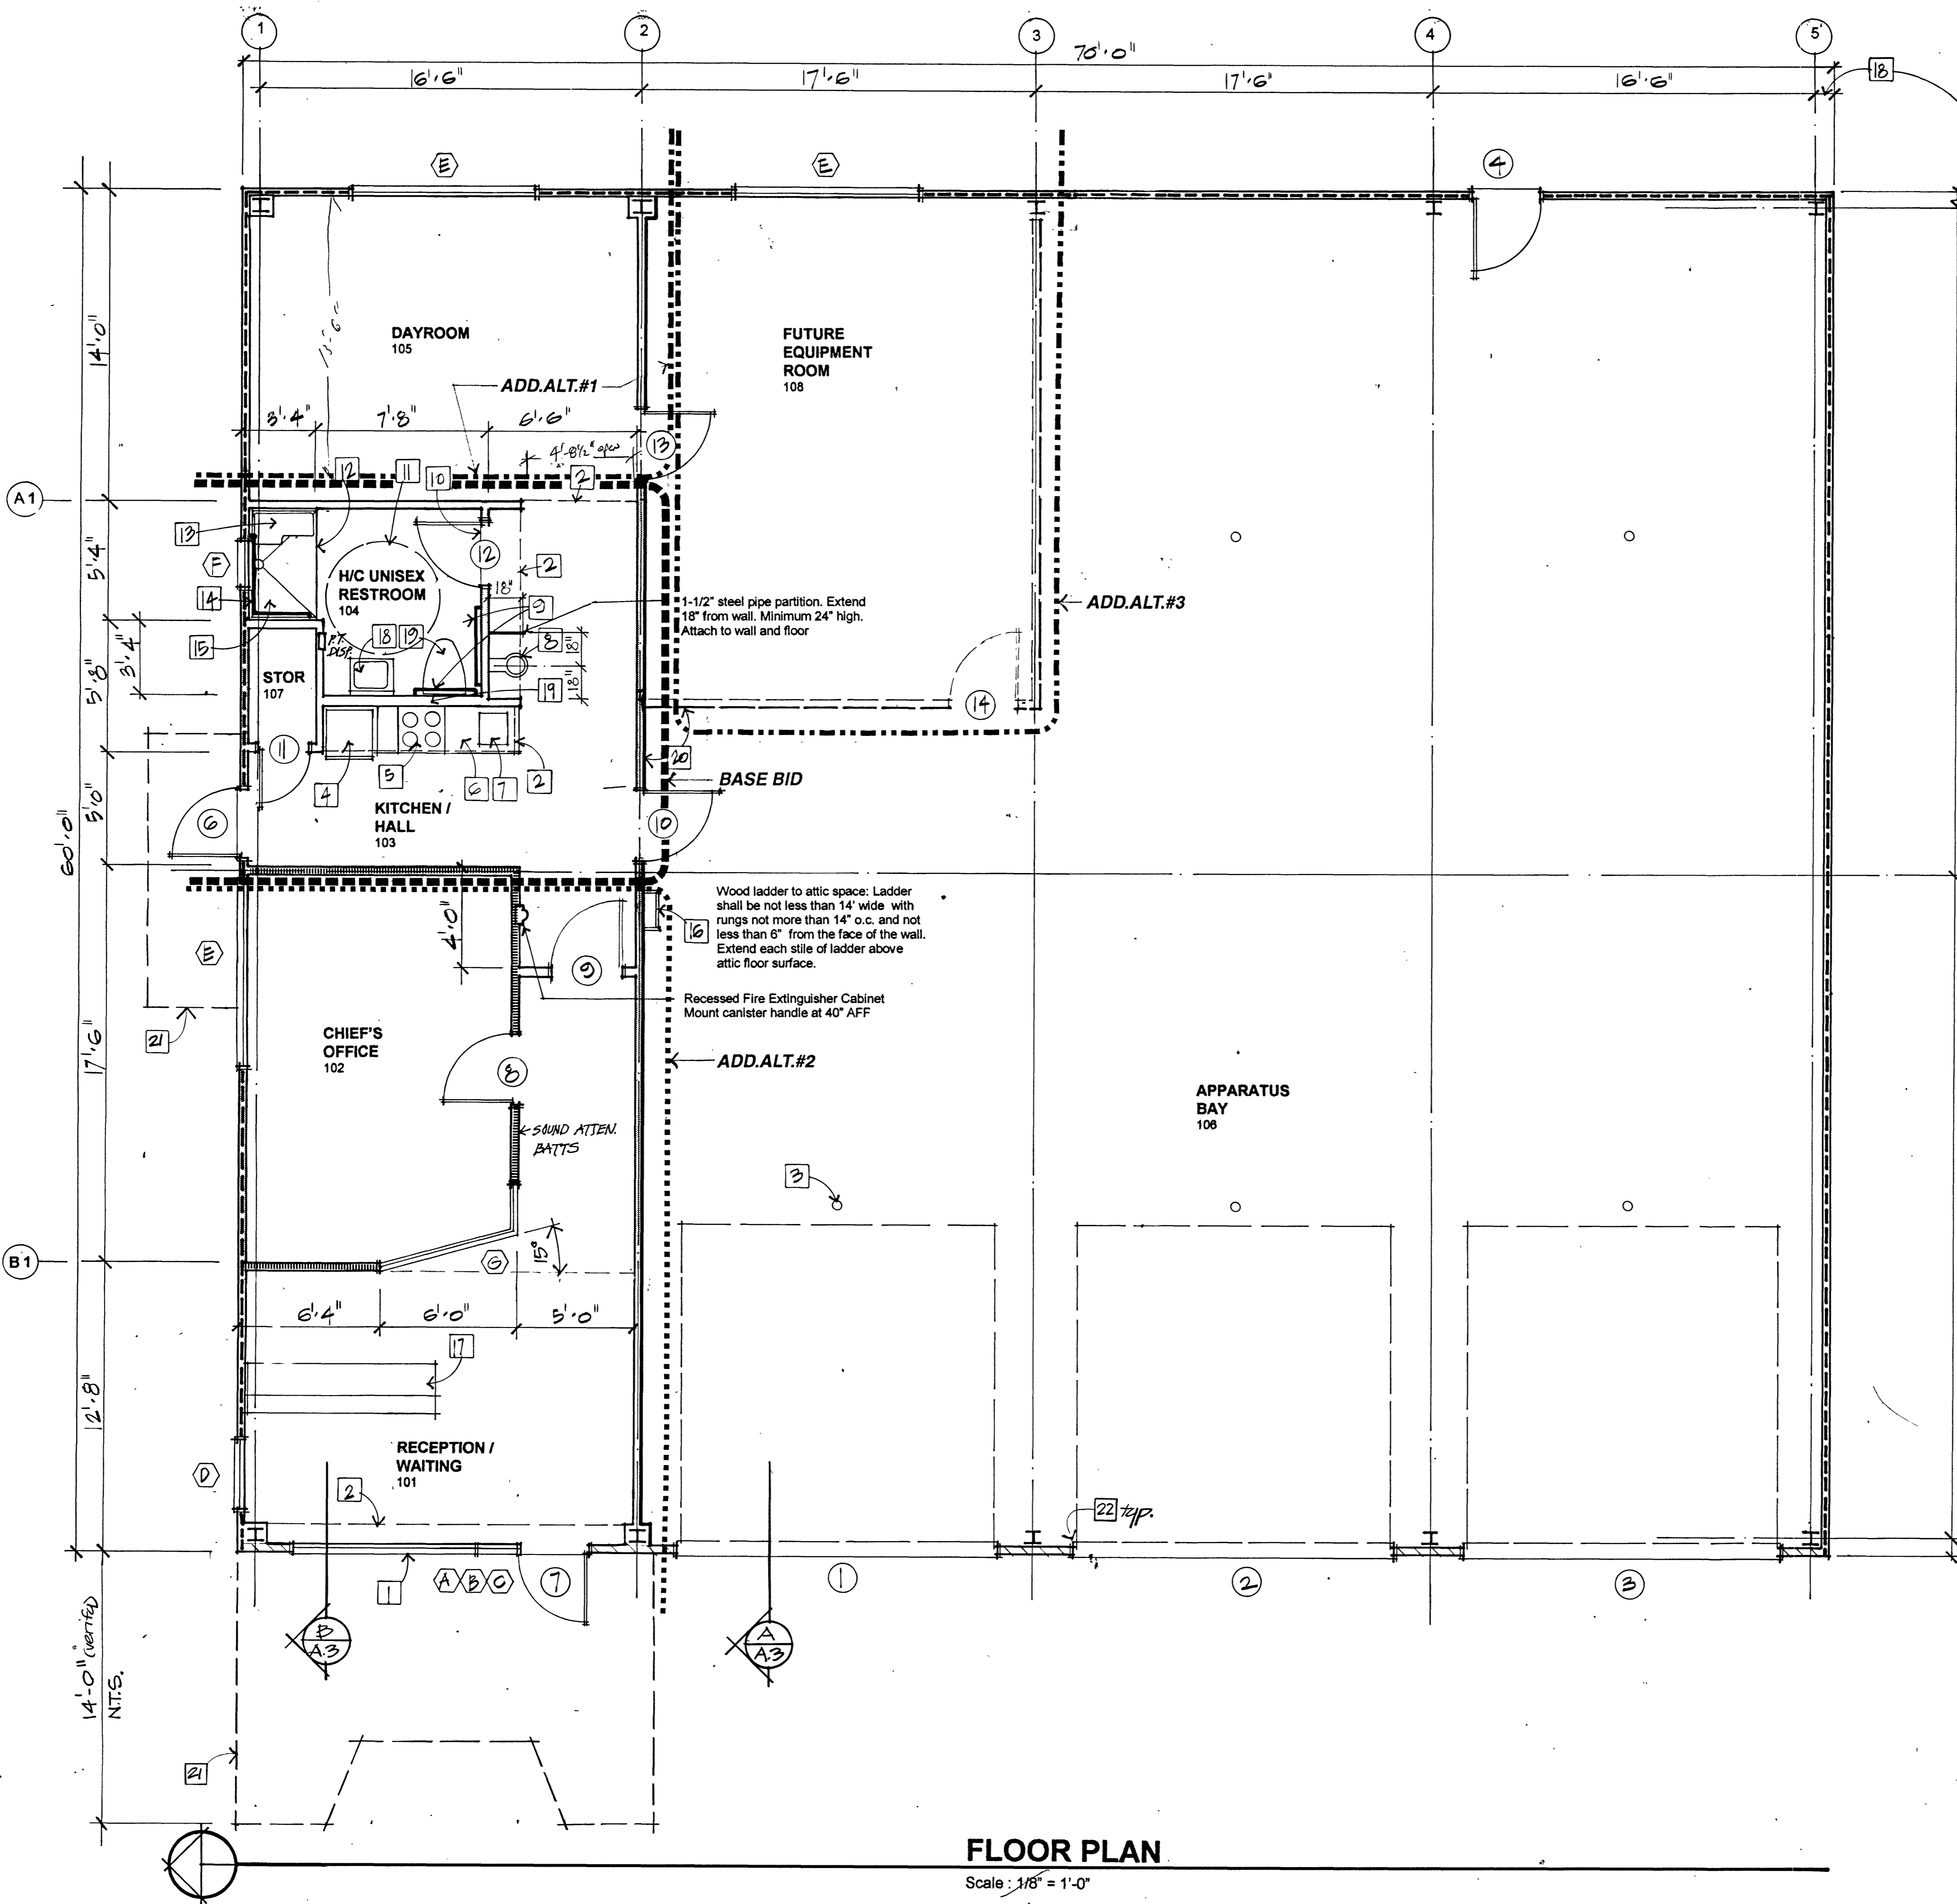 1
2
3
4
5
70'-0"
16'-6"
17'-6"
17'-6"
16'-6"
18
E
E
4
14'-0"
13'-6"
DAYROOM
105
FUTURE
EQUIPMENT
ROOM
108
ADD.ALT.#1
3'-4"
7'-8"
6'-6"
4'-8½" open
13
12
11
10
2
A1
13
F
5'-4"
12
2
H/C UNISEX
RESTROOM
104
18"
9
1-1/2" steel pipe partition. Extend
18" from wall. Minimum 24" high.
Attach to wall and floor
ADD.ALT.#3
14
15
P.T.
DISP.
18
19
8
18"
18"
19
3'-4"
5'-8"
STOR
107
14
11
4
5
6
7
2
20
BASE BID
5'-0"
60'-0"
6
KITCHEN /
HALL
103
10
Wood ladder to attic space: Ladder
shall be not less than 14' wide with
rungs not more than 14" o.c. and not
less than 6" from the face of the wall.
Extend each stile of ladder above
attic floor surface.
16
4'-0"
E
9
Recessed Fire Extinguisher Cabinet
Mount canister handle at 40" AFF
21
17'-6"
CHIEF'S
OFFICE
102
8
ADD.ALT.#2
APPARATUS
BAY
106
SOUND ATTEN.
BATTS
3
B1
G
15°
6'-4"
6'-0"
5'-0"
17
12'-8"
RECEPTION /
WAITING
101
D
2
22 typ.
1
A
B
C
7
1
2
3
B
A.3
A
A.3
14'-0" (verified)
N.T.S.
21
FLOOR PLAN
Scale : 1/8" = 1'-0"